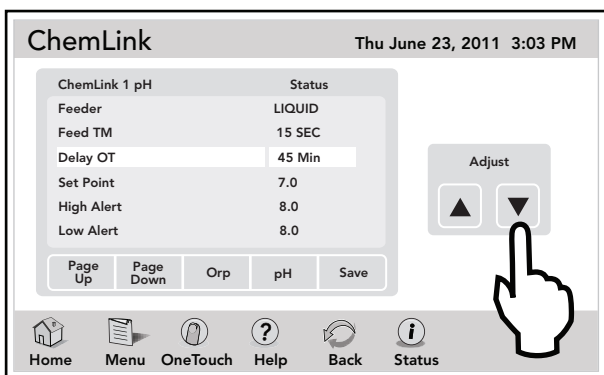 ChemLink Thu June 23, 2011 3:03 PM
ChemLink 1 pH Status
Feeder LIQUID
Feed TM 15 SEC
Delay OT 45 Min
Set Point 7.0
High Alert 8.0
Low Alert 8.0
Page Up Page Down Orp pH Save
Adjust
Home Menu OneTouch Help Back Status